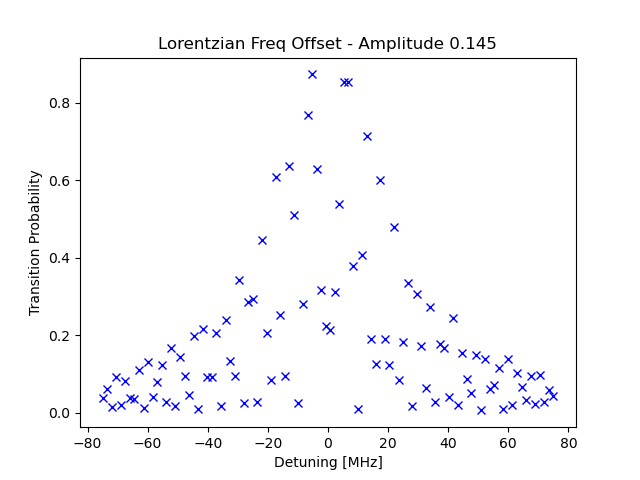 Lorentzian Freq Offset - Amplitude 0.145
Transition Probability
0.8
0.6
0.4
0.2
0.0
−80 −60 −40 −20 0 20 40 60 80
Detuning [MHz]